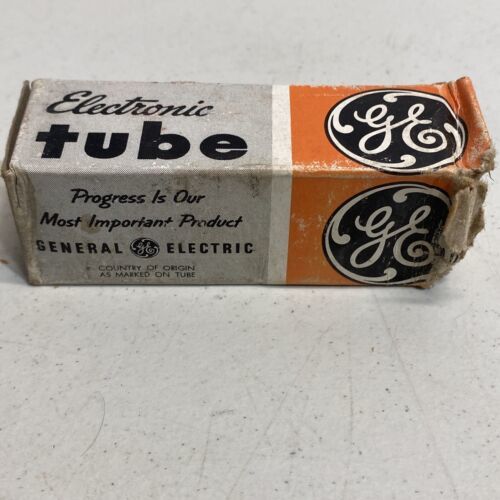 Electronic
tube
GE
Progress Is Our
Most Important Product
GENERAL GE ELECTRIC
COUNTRY OF ORIGIN
AS MARKED ON TUBE
GE